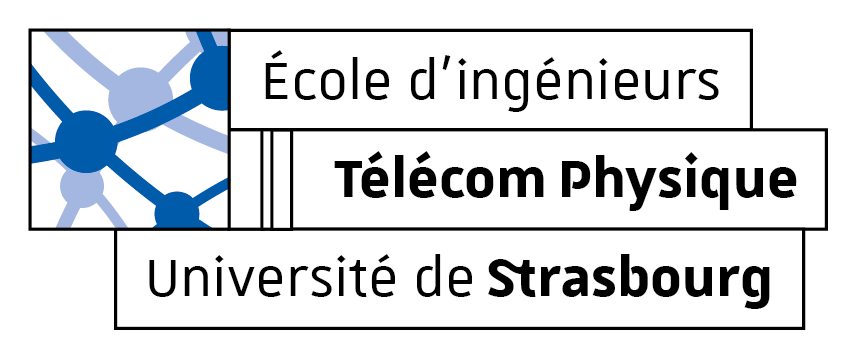 École d'ingénieurs
Télécom Physique
Université de Strasbourg